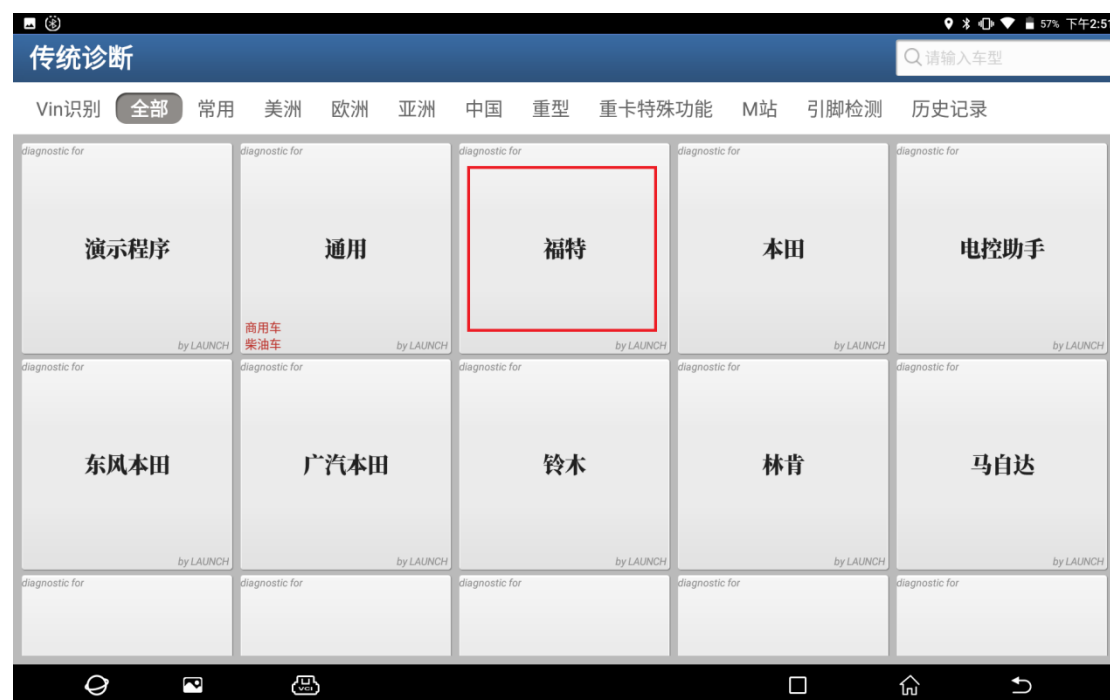 57% 下午2:51
传统诊断
请输入车型
Vin识别 全部 常用 美洲 欧洲 亚洲 中国 重型 重卡特殊功能 M站 引脚检测 历史记录
diagnostic for diagnostic for diagnostic for diagnostic for diagnostic for
演示程序 通用 福特 本田 电控助手
商用车
柴油车
by LAUNCH by LAUNCH by LAUNCH by LAUNCH by LAUNCH
diagnostic for diagnostic for diagnostic for diagnostic for diagnostic for
东风本田 广汽本田 铃木 林肯 马自达
by LAUNCH by LAUNCH by LAUNCH by LAUNCH by LAUNCH
diagnostic for diagnostic for diagnostic for diagnostic for diagnostic for
VCI